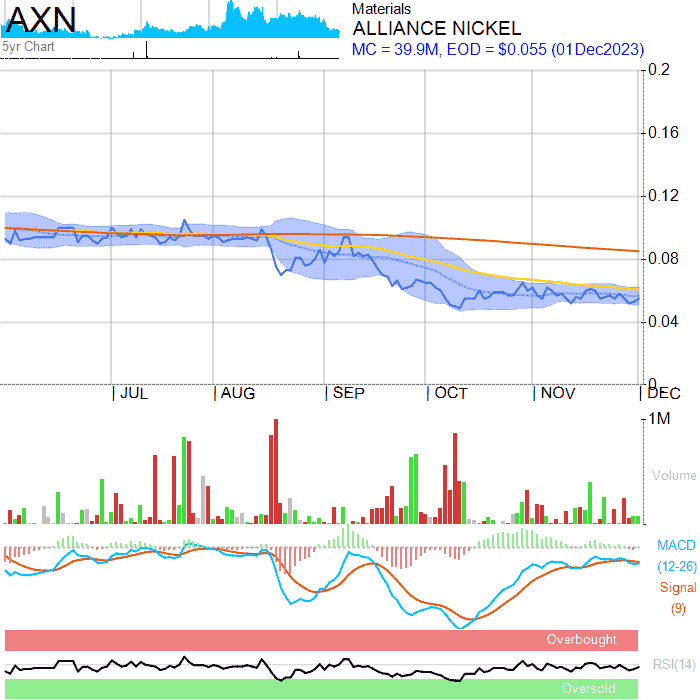 AXN
5yr Chart
Materials
ALLIANCE NICKEL
MC = 39.9M, EOD = $0.055 (01Dec2023)
0.2
0.16
0.12
0.08
0.04
0
JUL AUG SEP OCT NOV DEC
1M
Volume
MACD
(12-26)
Signal
(9)
Overbought
RSI(14)
Oversold